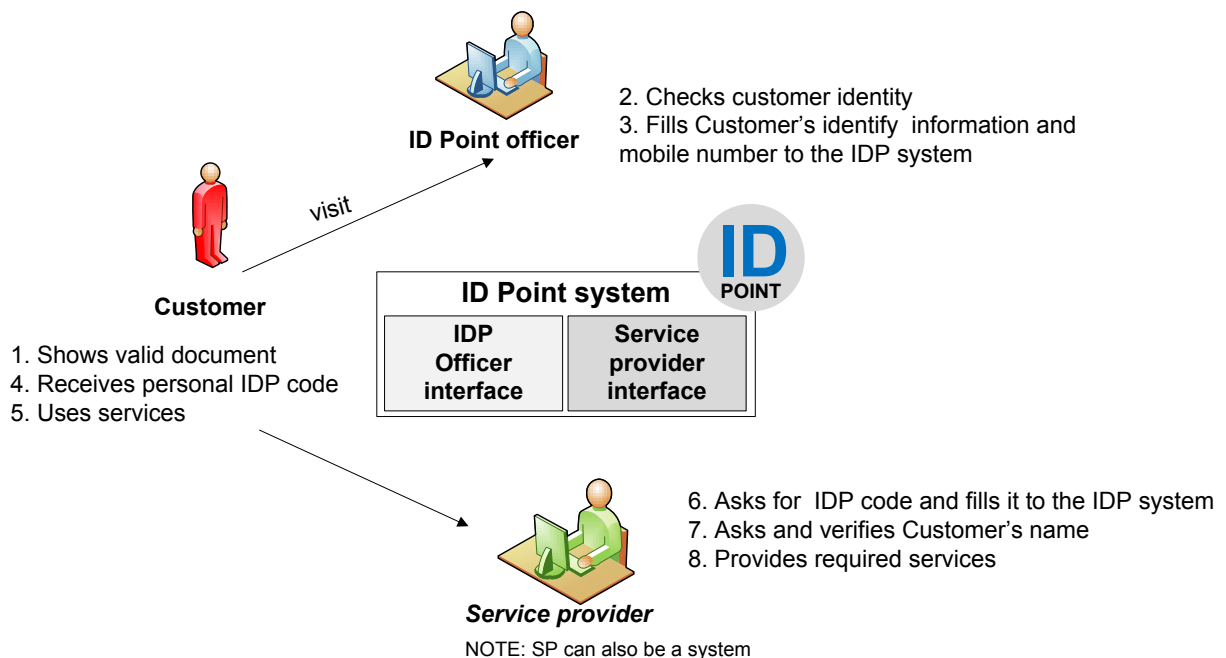 ID Point officer
2. Checks customer identity
3. Fills Customer's identify information and
mobile number to the IDP system
visit
Customer
1. Shows valid document
4. Receives personal IDP code
5. Uses services
ID
POINT
ID Point system
IDP
Officer
interface
Service
provider
interface
6. Asks for IDP code and fills it to the IDP system
7. Asks and verifies Customer's name
8. Provides required services
Service provider
NOTE: SP can also be a system